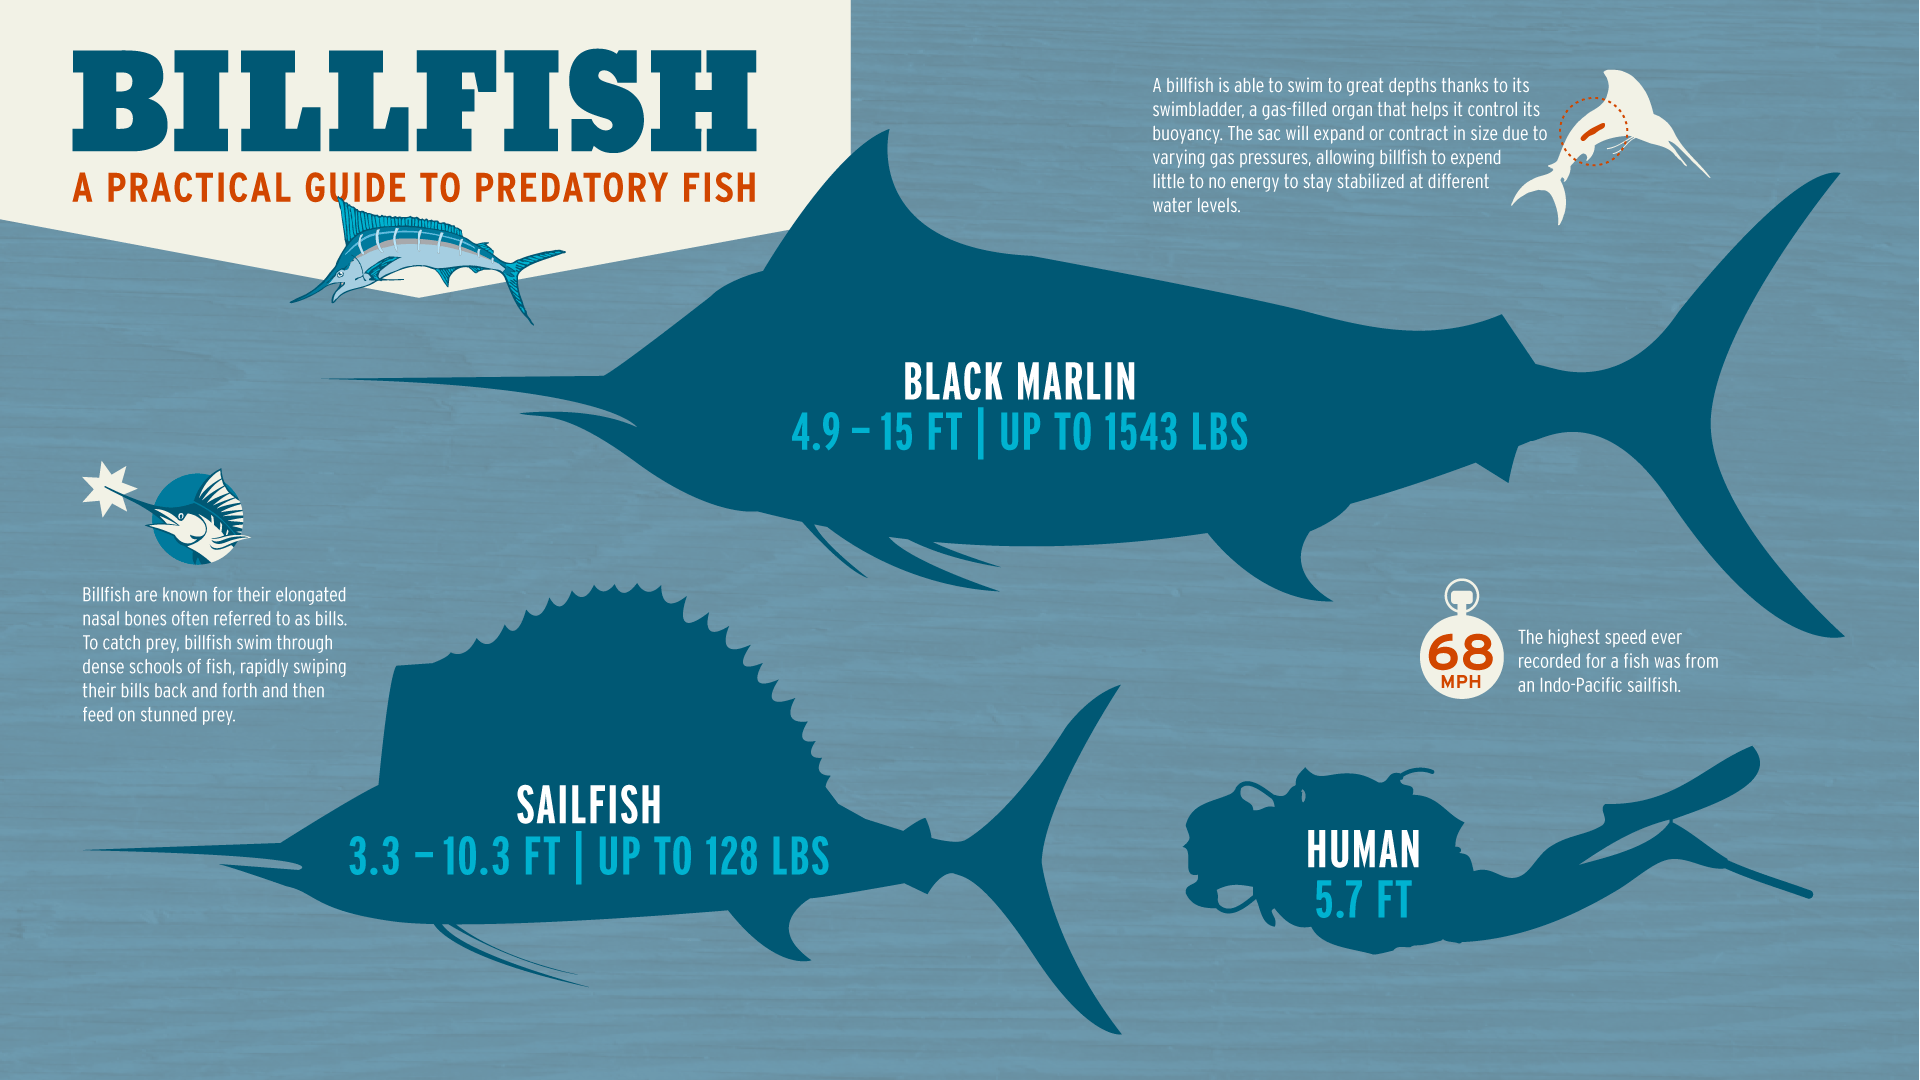 BILLFISH
A PRACTICAL GUIDE TO PREDATORY FISH
A billfish is able to swim to great depths thanks to its
swimbladder, a gas-filled organ that helps it control its
buoyancy. The sac will expand or contract in size due to
varying gas pressures, allowing billfish to expend
little to no energy to stay stabilized at different
water levels.
BLACK MARLIN
4.9 – 15 FT | UP TO 1543 LBS
Billfish are known for their elongated
nasal bones often referred to as bills.
To catch prey, billfish swim through
dense schools of fish, rapidly swiping
their bills back and forth and then
feed on stunned prey.
68
MPH
The highest speed ever
recorded for a fish was from
an Indo-Pacific sailfish.
SAILFISH
3.3 – 10.3 FT | UP TO 128 LBS
HUMAN
5.7 FT